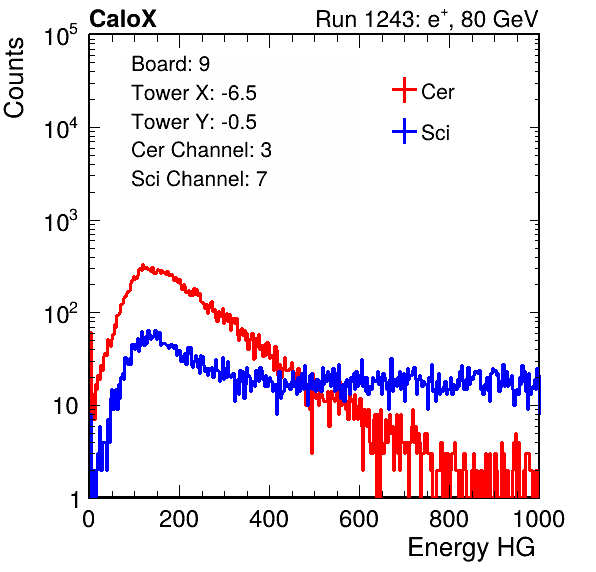 CaloX Run 1243: e⁺, 80 GeV
Board: 9
Tower X: -6.5
Tower Y: -0.5
Cer Channel: 3
Sci Channel: 7
Cer
Sci
Counts
10⁵
10⁴
10³
10²
10
1
0 200 400 600 800 1000
Energy HG